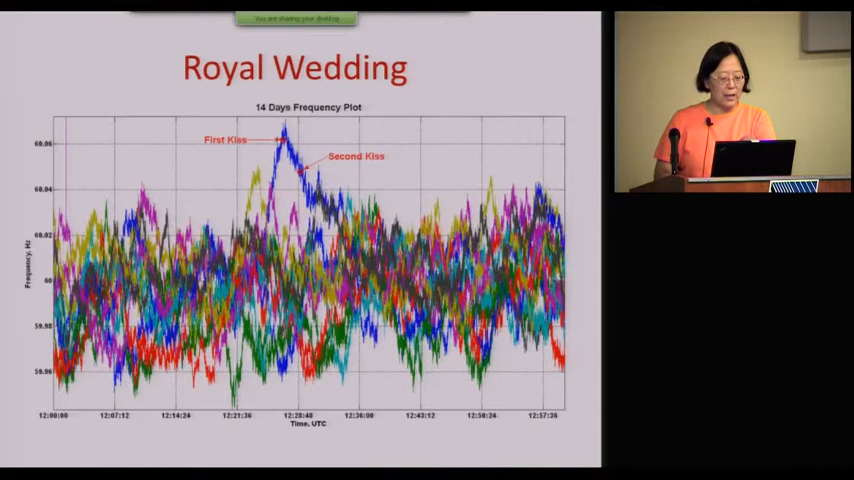 You are sharing your desktop
Royal Wedding
14 Days Frequency Plot
First Kiss
Second Kiss
60.06
60.04
60.02
60
59.98
59.96
Frequency, Hz
12:00:00 12:07:12 12:14:24 12:21:36 12:28:48 12:36:00 12:43:12 12:50:24 12:57:36
Time, UTC